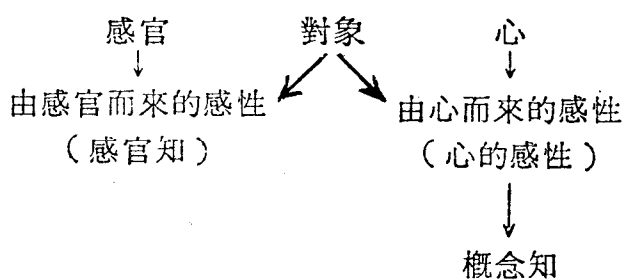 感官 對象 心
由感官而來的感性 由心而來的感性
（感官知） （心的感性）
概念知